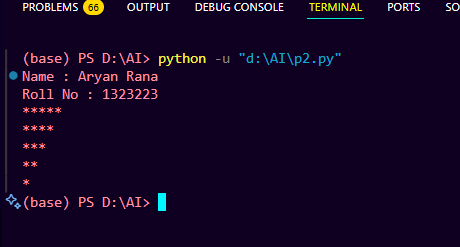 PROBLEMS 66 OUTPUT DEBUG CONSOLE TERMINAL PORTS SO
(base) PS D:\AI> python -u "d:\AI\p2.py"
Name : Aryan Rana
Roll No : 1323223
*****
****
***
**
*
(base) PS D:\AI>